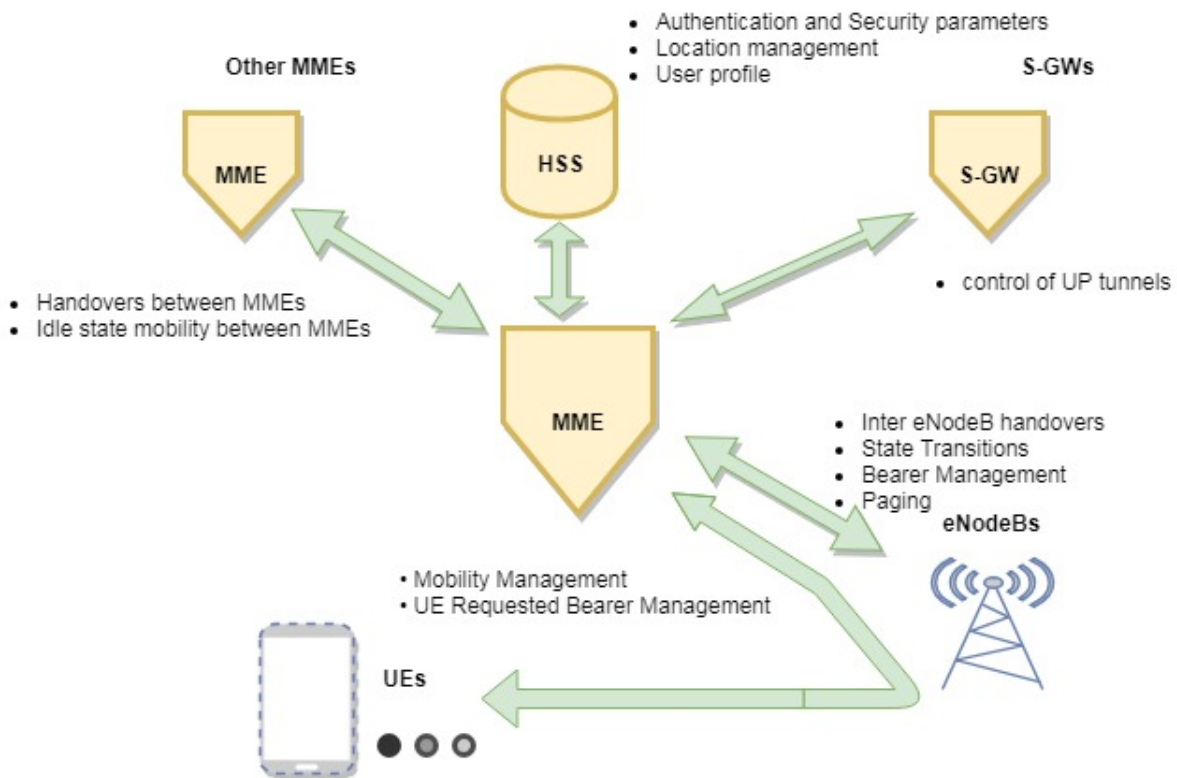 • Authentication and Security parameters
• Location management
• User profile
Other MMEs
S-GWs
MME
HSS
S-GW
• Handovers between MMEs
• Idle state mobility between MMEs
• control of UP tunnels
MME
• Inter eNodeB handovers
• State Transitions
• Bearer Management
• Paging
eNodeBs
• Mobility Management
• UE Requested Bearer Management
UEs